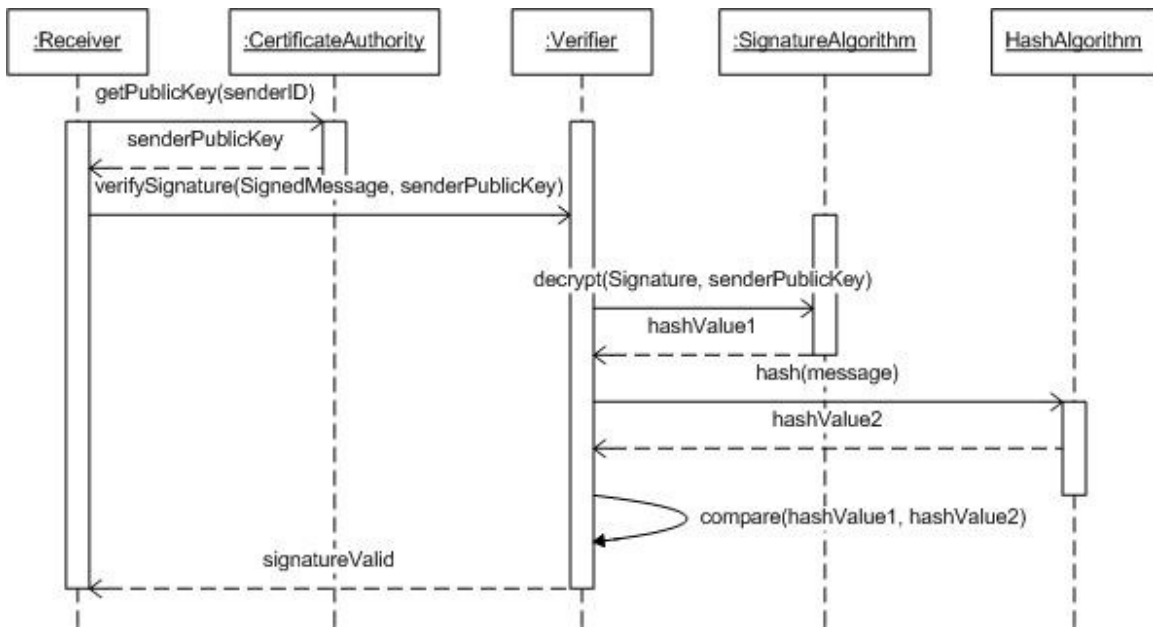 :Receiver
:CertificateAuthority
:Verifier
:SignatureAlgorithm
HashAlgorithm
getPublicKey(senderID)
senderPublicKey
verifySignature(SignedMessage, senderPublicKey)
decrypt(Signature, senderPublicKey)
hashValue1
hash(message)
hashValue2
compare(hashValue1, hashValue2)
signatureValid